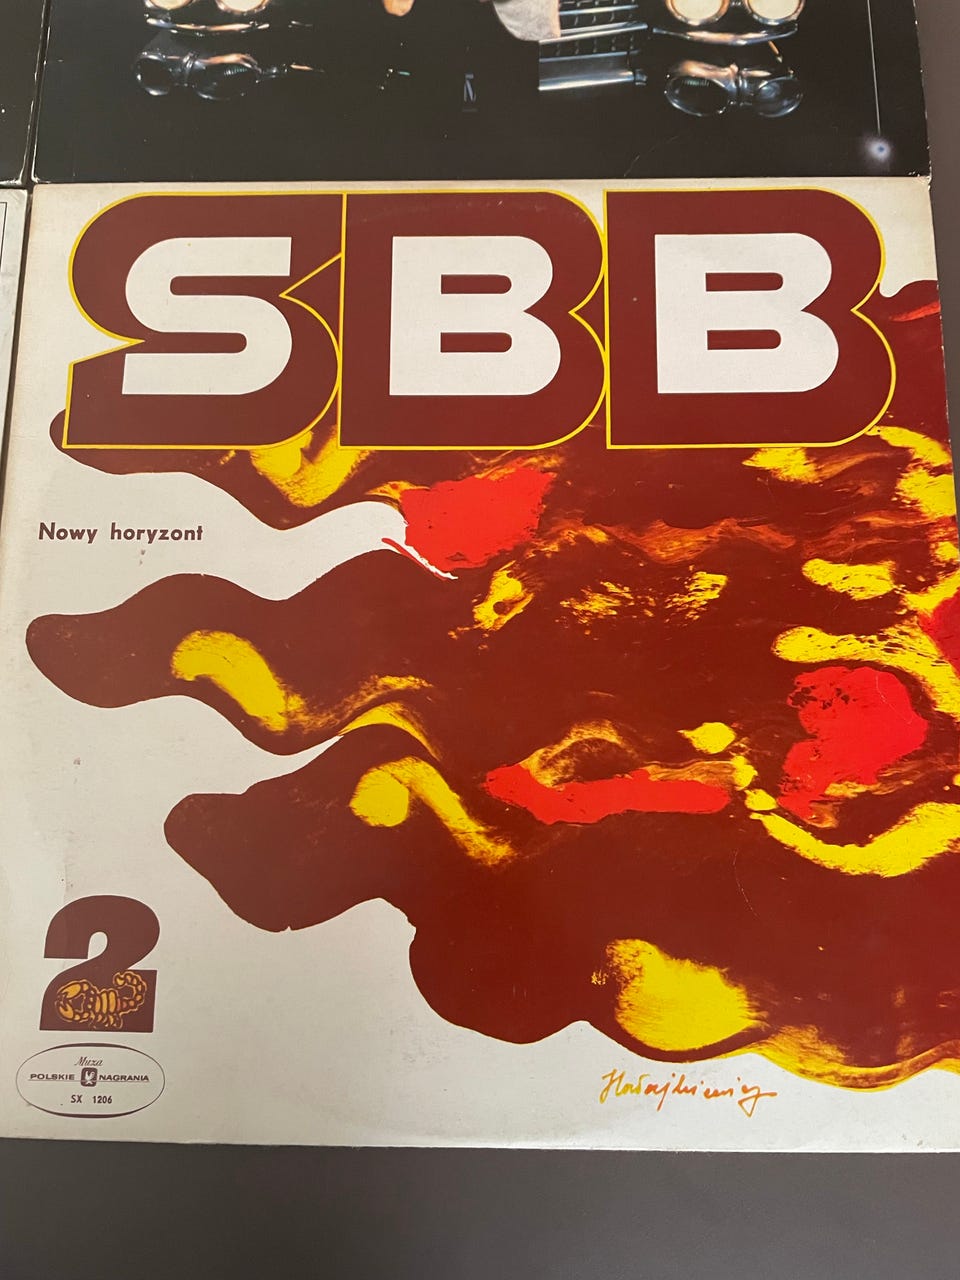 SBB
Nowy horyzont
2
Muza
POLSKIE NAGRANIA
SX 1206